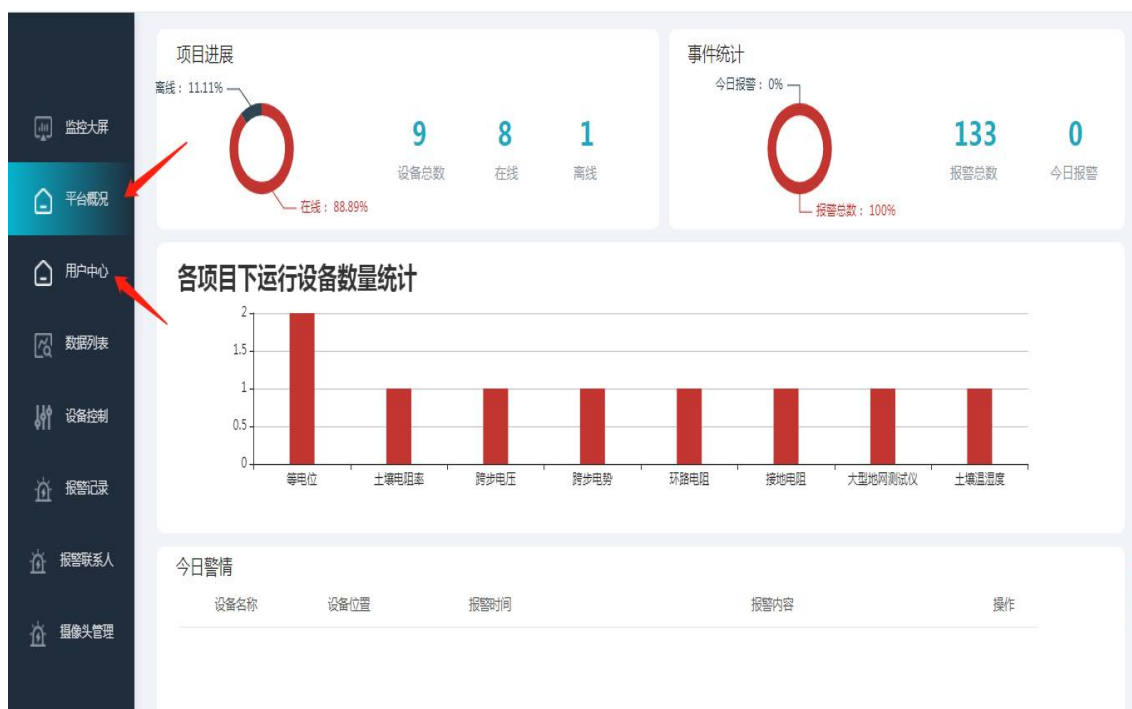 监控大屏
平台概况
用户中心
数据列表
设备控制
报警记录
报警联系人
摄像头管理
项目进展
离线： 11.11%
在线： 88.89%
9
设备总数
8
在线
1
离线
事件统计
今日报警： 0%
报警总数： 100%
133
报警总数
0
今日报警
各项目下运行设备数量统计
2
1.5
1
0.5
0
等电位 土壤电阻率 跨步电压 跨步电势 环路电阻 接地电阻 大型地网测试仪 土壤温湿度
今日警情
设备名称 设备位置 报警时间 报警内容 操作